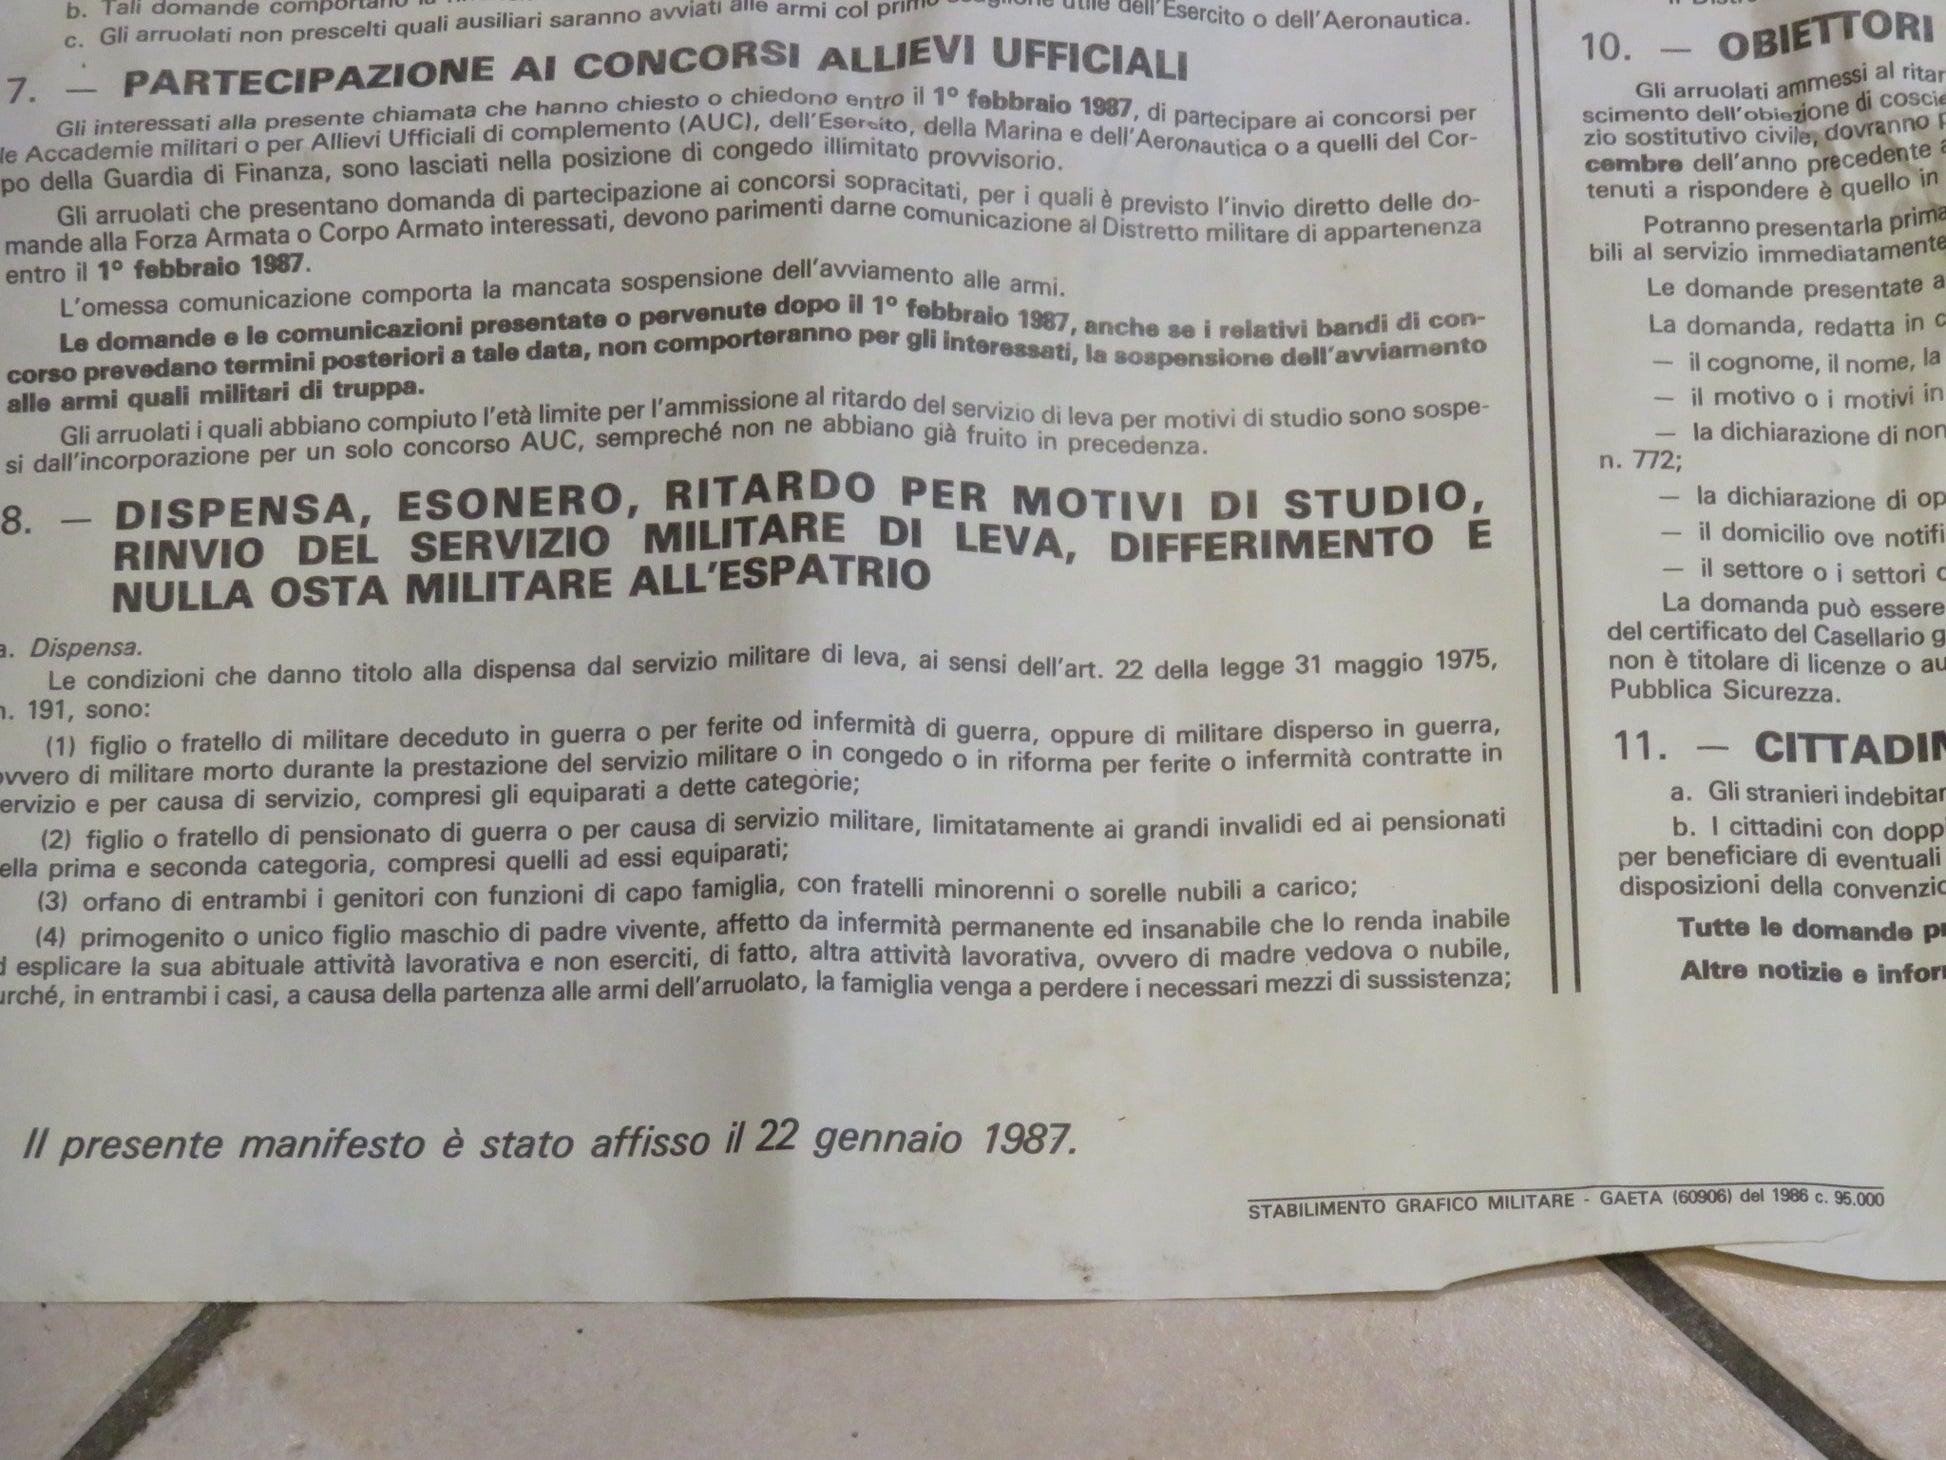 b. Tali domande comportano la
c. Gli arruolati non prescelti quali ausiliari saranno avviati alle armi col primo scaglione utile dell'Esercito o dell'Aeronautica.
7. — PARTECIPAZIONE AI CONCORSI ALLIEVI UFFICIALI
Gli interessati alla presente chiamata che hanno chiesto o chiedono entro il 1° febbraio 1987, di partecipare ai concorsi per
le Accademie militari o per Allievi Ufficiali di complemento (AUC), dell'Esercito, della Marina e dell'Aeronautica o a quelli del Cor-
po della Guardia di Finanza, sono lasciati nella posizione di congedo illimitato provvisorio.
Gli arruolati che presentano domanda di partecipazione ai concorsi sopracitati, per i quali è previsto l'invio diretto delle do-
mande alla Forza Armata o Corpo Armato interessati, devono parimenti darne comunicazione al Distretto militare di appartenenza
entro il 1° febbraio 1987.
L'omessa comunicazione comporta la mancata sospensione dell'avviamento alle armi.
Le domande e le comunicazioni presentate o pervenute dopo il 1° febbraio 1987, anche se i relativi bandi di con-
corso prevedano termini posteriori a tale data, non comporteranno per gli interessati, la sospensione dell'avviamento
alle armi quali militari di truppa.
Gli arruolati i quali abbiano compiuto l'età limite per l'ammissione al ritardo del servizio di leva per motivi di studio sono sospe-
si dall'incorporazione per un solo concorso AUC, sempreché non ne abbiano già fruito in precedenza.
8. — DISPENSA, ESONERO, RITARDO PER MOTIVI DI STUDIO,
RINVIO DEL SERVIZIO MILITARE DI LEVA, DIFFERIMENTO E
NULLA OSTA MILITARE ALL'ESPATRIO
a. Dispensa.
Le condizioni che danno titolo alla dispensa dal servizio militare di leva, ai sensi dell'art. 22 della legge 31 maggio 1975,
n. 191, sono:
(1) figlio o fratello di militare deceduto in guerra o per ferite od infermità di guerra, oppure di militare disperso in guerra,
ovvero di militare morto durante la prestazione del servizio militare o in congedo o in riforma per ferite o infermità contratte in
servizio e per causa di servizio, compresi gli equiparati a dette categorie;
(2) figlio o fratello di pensionato di guerra o per causa di servizio militare, limitatamente ai grandi invalidi ed ai pensionati
ella prima e seconda categoria, compresi quelli ad essi equiparati;
(3) orfano di entrambi i genitori con funzioni di capo famiglia, con fratelli minorenni o sorelle nubili a carico;
(4) primogenito o unico figlio maschio di padre vivente, affetto da infermità permanente ed insanabile che lo renda inabile
d esplicare la sua abituale attività lavorativa e non eserciti, di fatto, altra attività lavorativa, ovvero di madre vedova o nubile,
urché, in entrambi i casi, a causa della partenza alle armi dell'arruolato, la famiglia venga a perdere i necessari mezzi di sussistenza;
Il presente manifesto è stato affisso il 22 gennaio 1987.
10. — OBIETTORI
Gli arruolati ammessi al ritar
scimento dell'obiezione di coscie
zio sostitutivo civile, dovranno p
cembre dell'anno precedente a
tenuti a rispondere è quello in
Potranno presentarla prima
bili al servizio immediatamente
Le domande presentate a
La domanda, redatta in c
— il cognome, il nome, la
— il motivo o i motivi in
— la dichiarazione di non
n. 772;
— la dichiarazione di op
— il domicilio ove notifi
— il settore o i settori d
La domanda può essere
del certificato del Casellario g
non è titolare di licenze o au
Pubblica Sicurezza.
11. — CITTADIN
a. Gli stranieri indebitar
b. I cittadini con doppi
per beneficiare di eventuali
disposizioni della convenzio
Tutte le domande pr
Altre notizie e inform
STABILIMENTO GRAFICO MILITARE - GAETA (60906) del 1986 c. 95.000